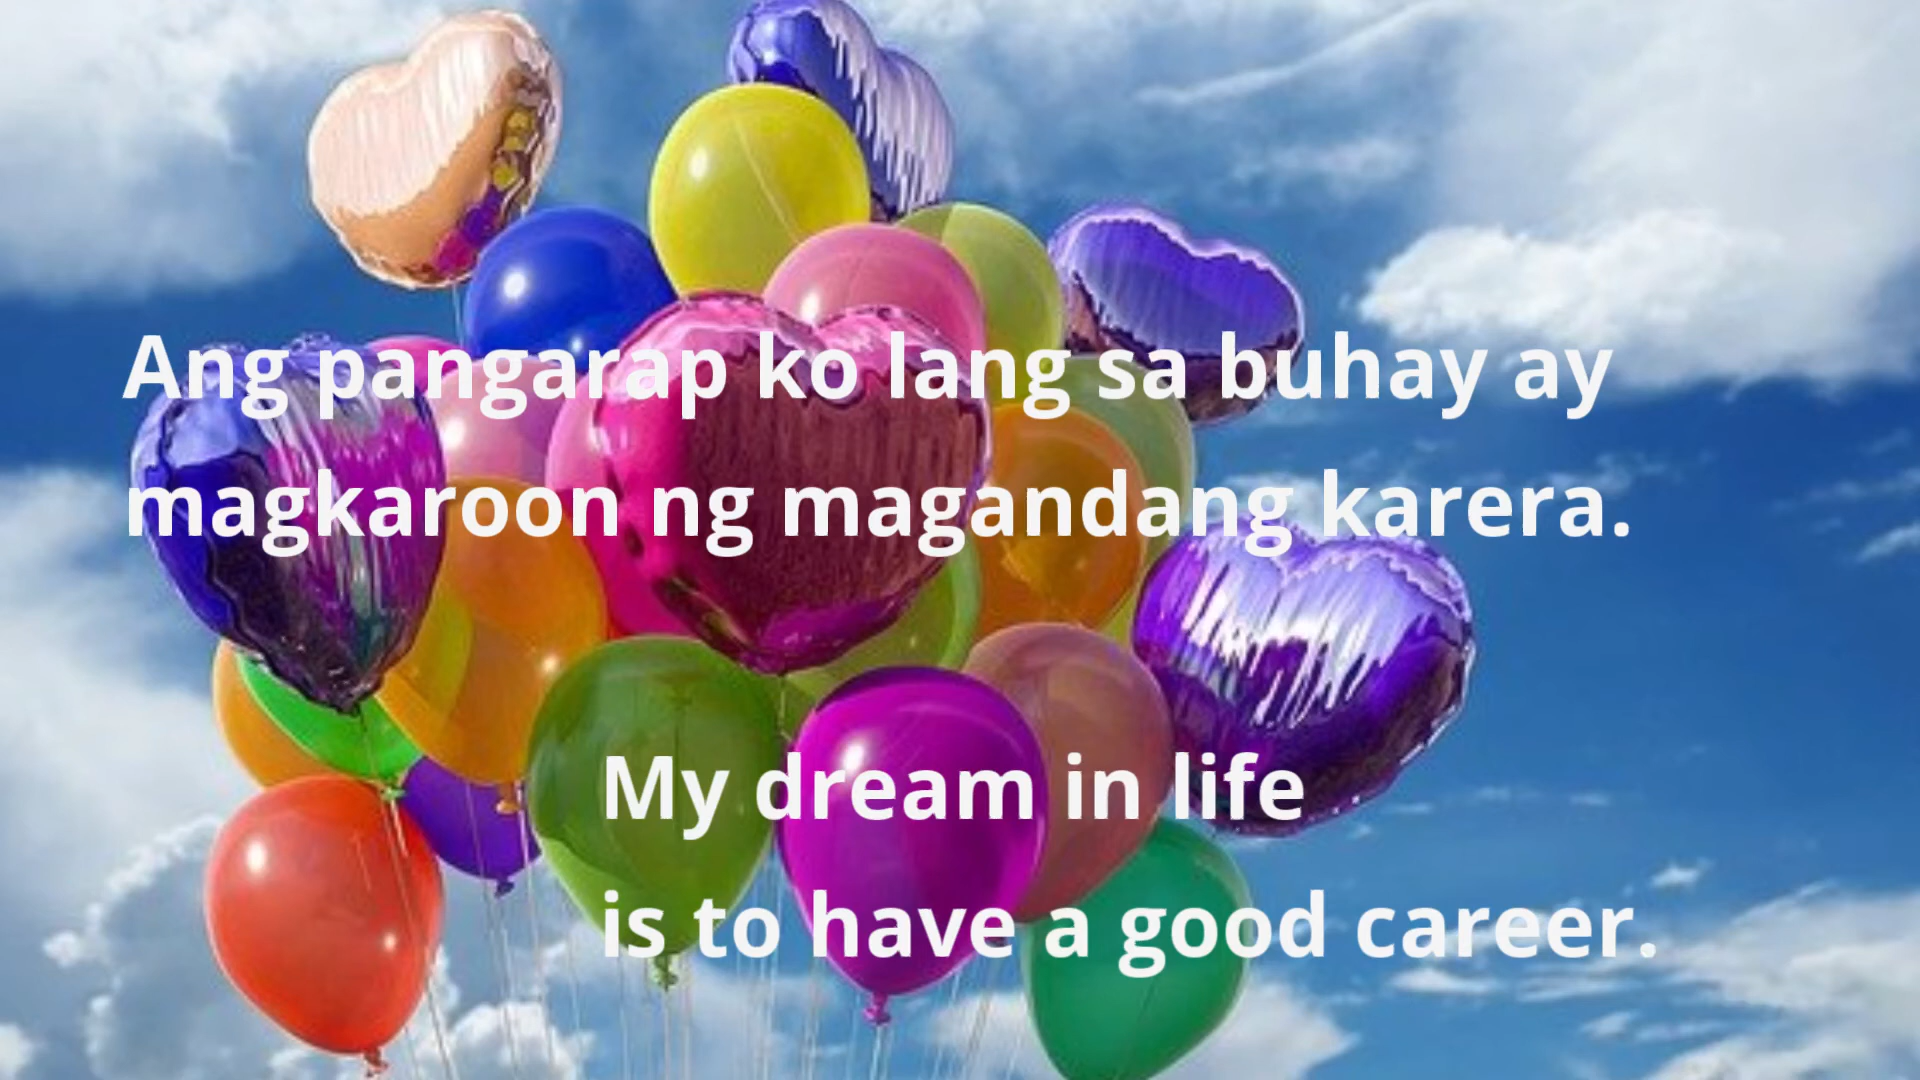 Ang pangarap ko lang sa buhay ay
magkaroon ng magandang karera.
My dream in life
is to have a good career.